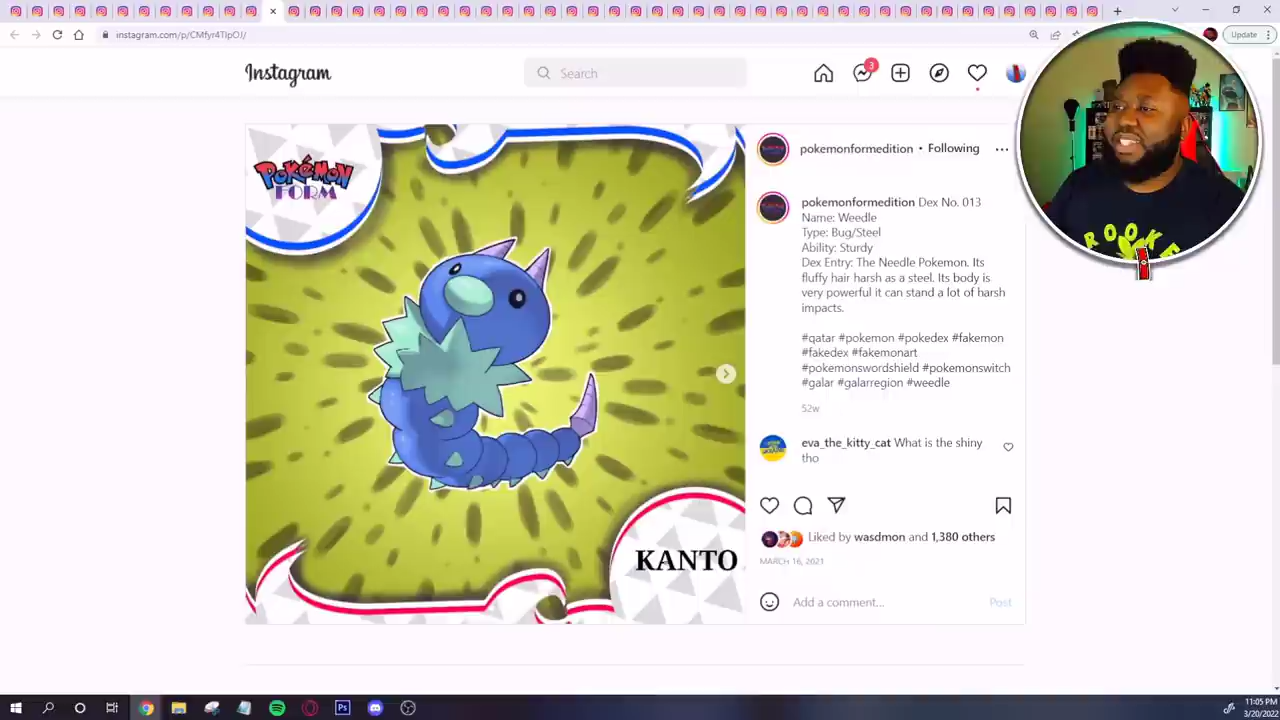 instagram.com/p/CMfyr4TlpOJ/
Update
Instagram
Search
3
POKéMON
FORM
KANTO
pokemonformedition • Following
pokemonformedition Dex No. 013
Name: Weedle
Type: Bug/Steel
Ability: Sturdy
Dex Entry: The Needle Pokemon. Its
fluffy hair harsh as a steel. Its body is
very powerful it can stand a lot of harsh
impacts.
#qatar #pokemon #pokedex #fakemon
#fakedex #fakemonart
#pokemonswordshield #pokemonswitch
#galar #galarregion #weedle
52w
eva_the_kitty_cat What is the shiny
tho
Liked by wasdmon and 1,380 others
MARCH 16, 2021
Add a comment...
Post
Ps
11:05 PM
3/20/2022